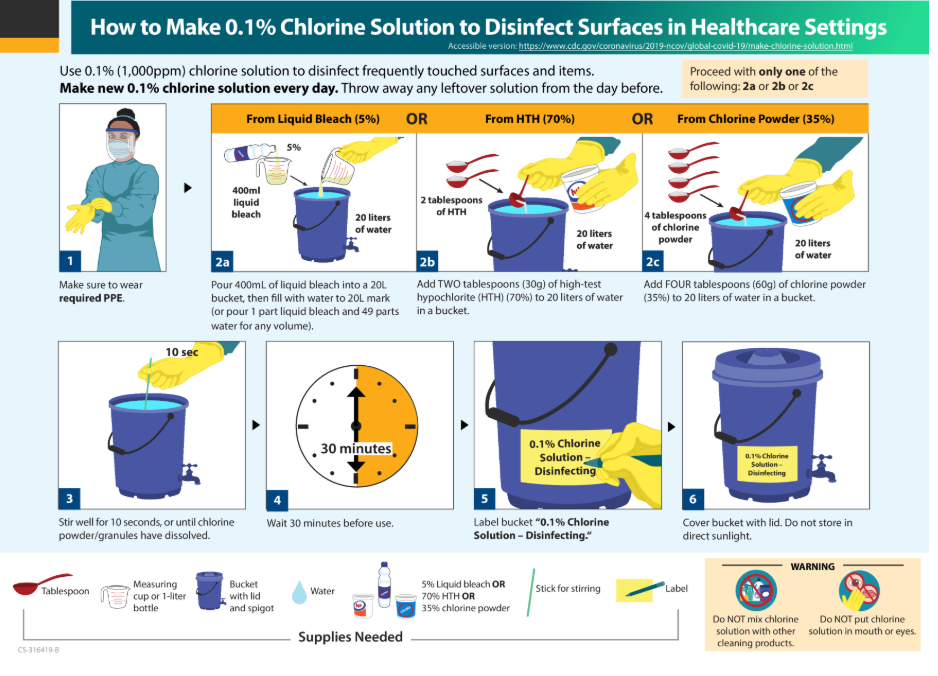 How to Make 0.1% Chlorine Solution to Disinfect Surfaces in Healthcare Settings
Accessible version: https://www.cdc.gov/coronavirus/2019-ncov/global-covid-19/make-chlorine-solution.html
Use 0.1% (1,000ppm) chlorine solution to disinfect frequently touched surfaces and items.
Make new 0.1% chlorine solution every day. Throw away any leftover solution from the day before.
Proceed with only one of the
following: 2a or 2b or 2c
1
Make sure to wear
required PPE.
From Liquid Bleach (5%)
OR
From HTH (70%)
OR
From Chlorine Powder (35%)
5%
400ml
liquid
bleach
20 liters
of water
2a
Pour 400mL of liquid bleach into a 20L
bucket, then fill with water to 20L mark
(or pour 1 part liquid bleach and 49 parts
water for any volume).
2 tablespoons
of HTH
20 liters
of water
2b
Add TWO tablespoons (30g) of high-test
hypochlorite (HTH) (70%) to 20 liters of water
in a bucket.
4 tablespoons
of chlorine
powder
20 liters
of water
2c
Add FOUR tablespoons (60g) of chlorine powder
(35%) to 20 liters of water in a bucket.
10 sec
3
Stir well for 10 seconds, or until chlorine
powder/granules have dissolved.
30 minutes
4
Wait 30 minutes before use.
0.1% Chlorine
Solution –
Disinfecting
5
Label bucket “0.1% Chlorine
Solution – Disinfecting.”
0.1% Chlorine
Solution –
Disinfecting
6
Cover bucket with lid. Do not store in
direct sunlight.
Tablespoon
Measuring
cup or 1-liter
bottle
Bucket
with lid
and spigot
Water
5% Liquid bleach OR
70% HTH OR
35% chlorine powder
Stick for stirring
Label
Supplies Needed
WARNING
Do NOT mix chlorine
solution with other
cleaning products.
Do NOT put chlorine
solution in mouth or eyes.
CS-316419-B